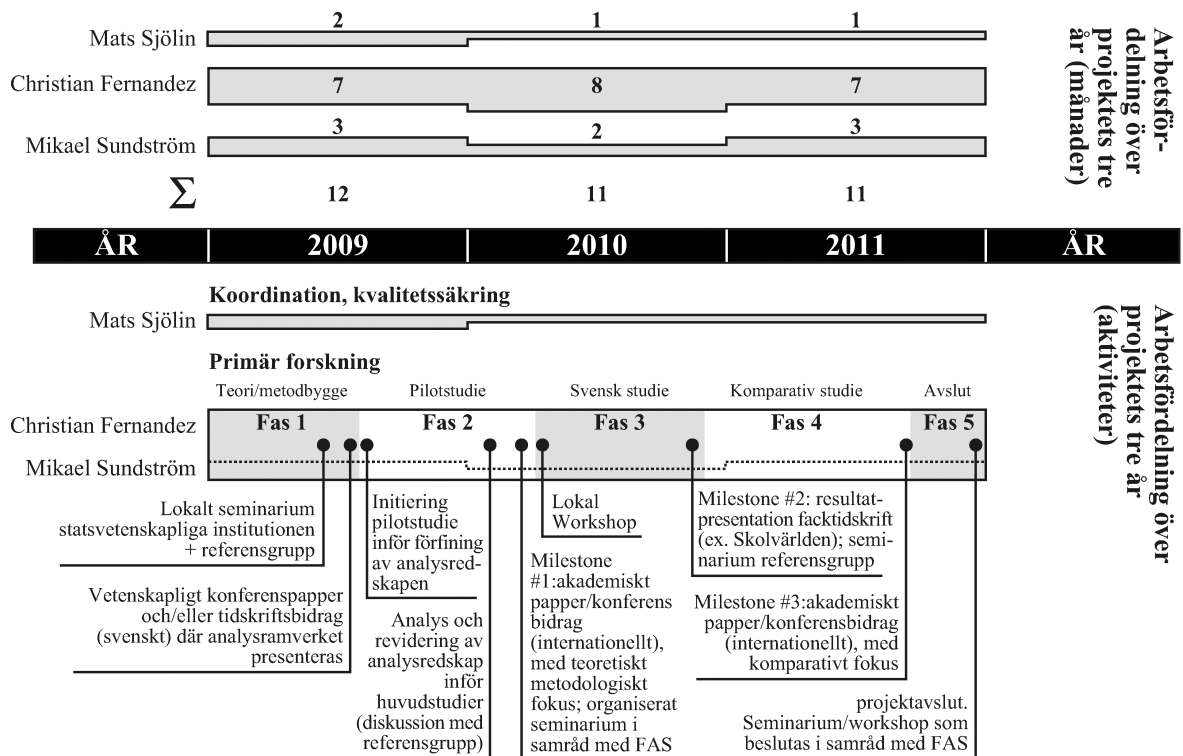 2 1 1
Mats Sjölin
Christian Fernandez
7 8 7
3 2 3
Mikael Sundström
Σ 12 11 11
Arbetsför-
delning över
projektets tre
år (månader)
ÅR 2009 2010 2011 ÅR
Koordination, kvalitetssäkring
Mats Sjölin
Primär forskning
Teori/metodbygge Pilotstudie Svensk studie Komparativ studie Avslut
Christian Fernandez
Fas 1 Fas 2 Fas 3 Fas 4 Fas 5
Mikael Sundström
Arbetsfördelning över
projektets tre år
(aktiviteter)
Lokalt seminarium
statsvetenskapliga institutionen
+ referensgrupp
Vetenskapligt konferenspapper
och/eller tidskriftsbidrag
(svenskt) där analysramverket
presenteras
Initiering
pilotstudie
inför förfining
av analysred-
skapen
Analys och
revidering av
analysredskap
inför
huvudstudier
(diskussion med
referensgrupp)
Lokal
Workshop
Milestone
#1:akademiskt
papper/konferens
bidrag
(internationellt),
med teoretiskt
metodologiskt
fokus; organiserat
seminarium i
samråd med FAS
Milestone #2: resultat-
presentation facktidskrift
(ex. Skolvärlden); semi-
narium referensgrupp
Milestone #3:akademiskt
papper/konferensbidrag
(internationellt), med
komparativt fokus
projektavslut.
Seminarium/workshop som
beslutas i samråd med FAS